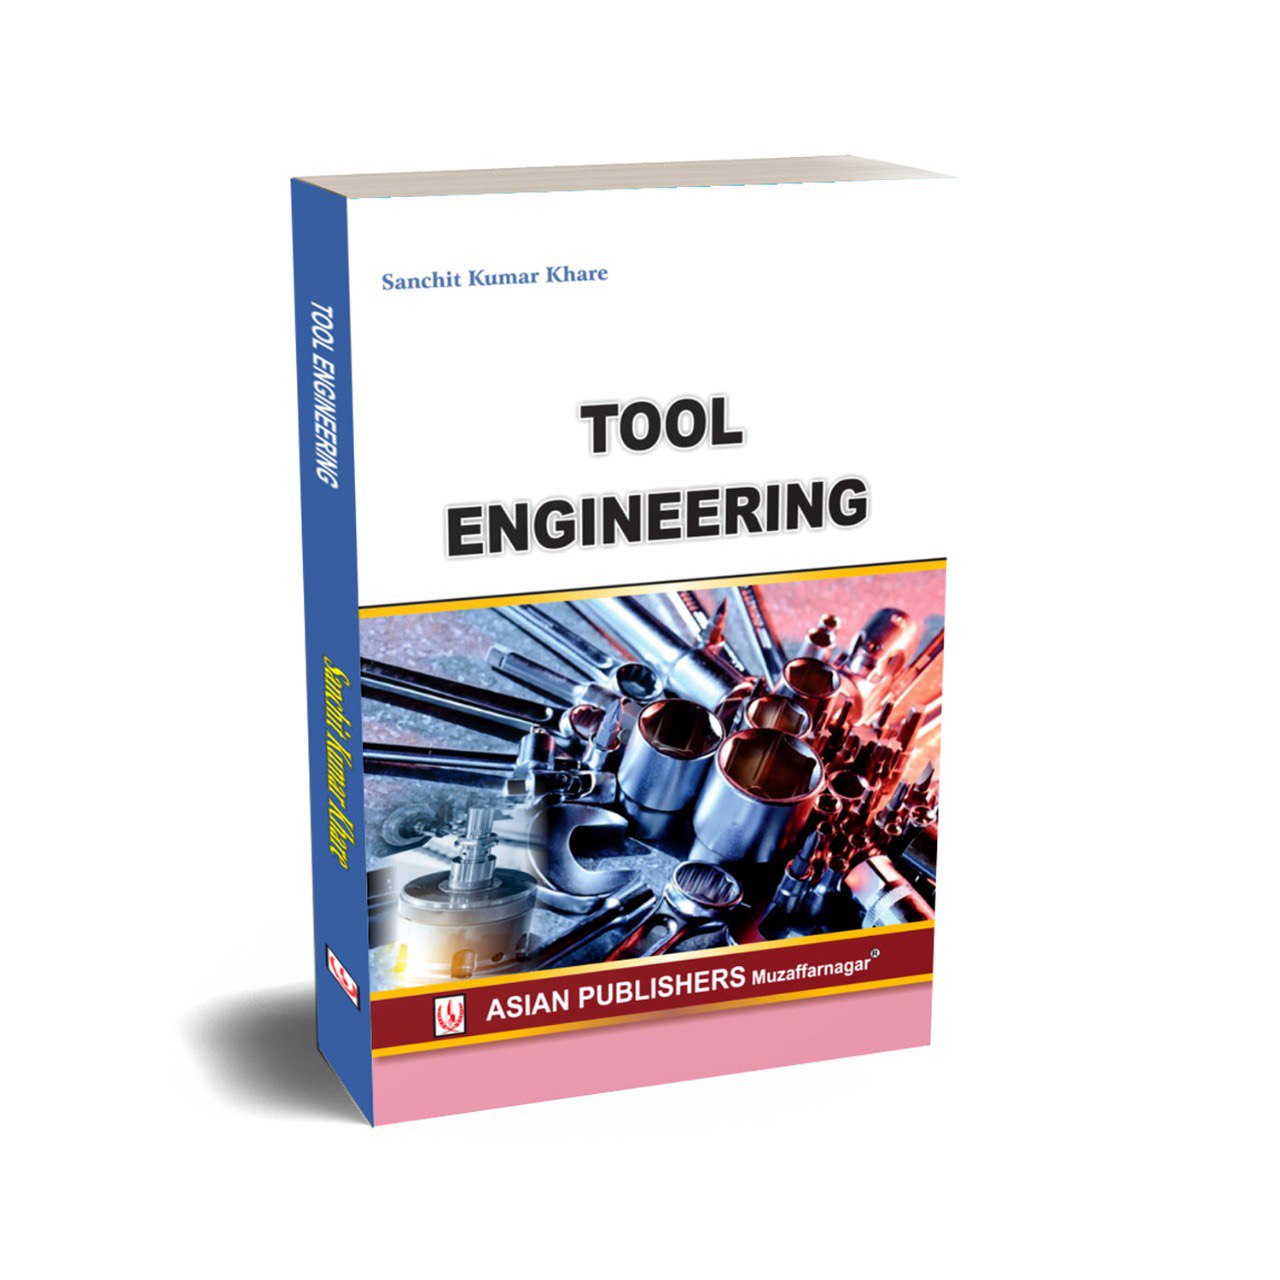 Sanchit Kumar Khare
TOOL
ENGINEERING
ASIAN PUBLISHERS Muzaffarnagar®
TOOL ENGINEERING
Sanchit Kumar Khare